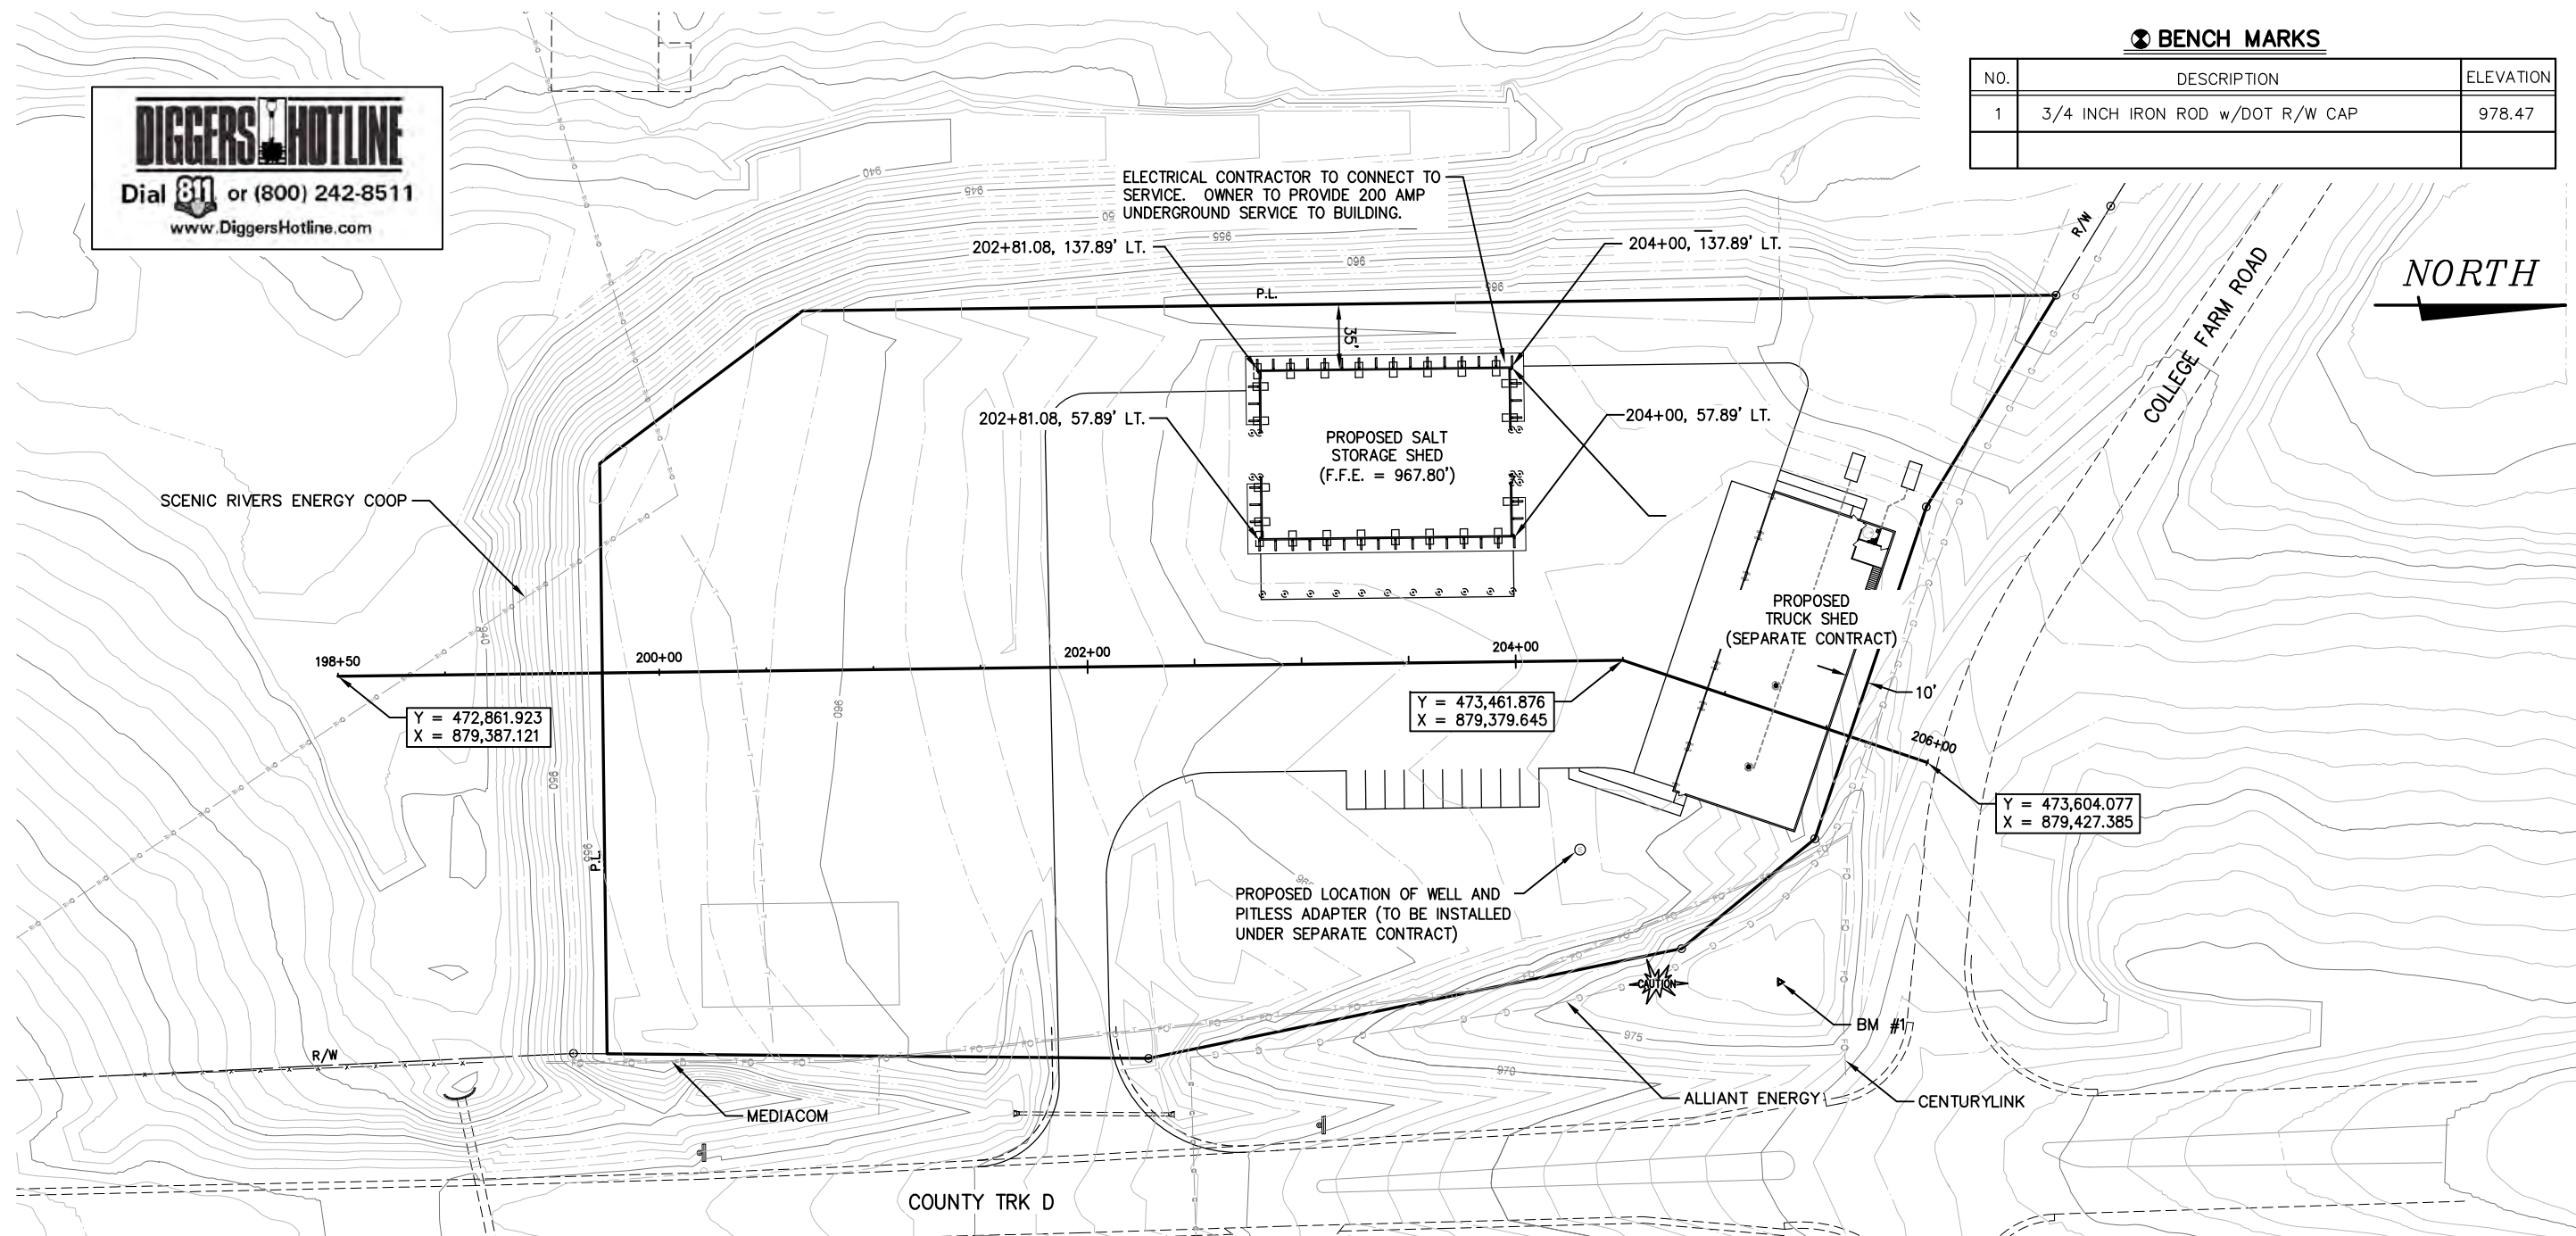 BENCH MARKS
NO. DESCRIPTION ELEVATION
1 3/4 INCH IRON ROD w/DOT R/W CAP 978.47
DIGGERS HOTLINE
Dial 811 or (800) 242-8511
www.DiggersHotline.com
NORTH
COLLEGE FARM ROAD
R/W
940
945
ELECTRICAL CONTRACTOR TO CONNECT TO
SERVICE. OWNER TO PROVIDE 200 AMP
UNDERGROUND SERVICE TO BUILDING.
955
960
965
202+81.08, 137.89' LT.
204+00, 137.89' LT.
P.L.
35'
202+81.08, 57.89' LT.
204+00, 57.89' LT.
PROPOSED SALT
STORAGE SHED
(F.F.E. = 967.80')
SCENIC RIVERS ENERGY COOP
PROPOSED
TRUCK SHED
(SEPARATE CONTRACT)
10'
940
198+50
200+00
202+00
204+00
206+00
Y = 472,861.923
X = 879,387.121
Y = 473,461.876
X = 879,379.645
Y = 473,604.077
X = 879,427.385
960
950
955
P.L.
PROPOSED LOCATION OF WELL AND
PITLESS ADAPTER (TO BE INSTALLED
UNDER SEPARATE CONTRACT)
CAUTION
BM #1
975
970
R/W
MEDIACOM
ALLIANT ENERGY
CENTURYLINK
COUNTY TRK D